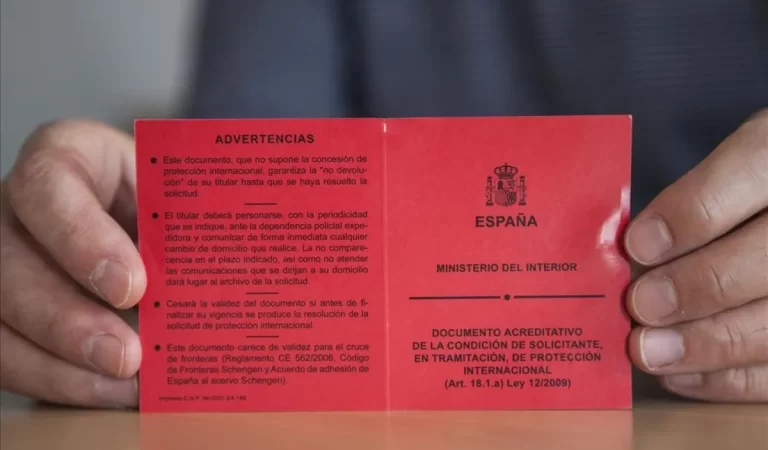 ADVERTENCIAS
Este documento, que no supone la concesión de
protección internacional, garantiza la "no devolu-
ción" de su titular hasta que se haya resuelto la
solicitud.
El titular deberá personarse, con la periodicidad
que se indique, ante la dependencia policial expe-
didora y comunicar de forma inmediata cualquier
cambio de domicilio que realice. La no compare-
cencia en el plazo indicado, así como no atender
las comunicaciones que se dirijan a su domicilio
dará lugar al archivo de la solicitud.
Cesará la validez del documento si antes de fi-
nalizar su vigencia se produce la resolución de la
solicitud de protección internacional.
Este documento carece de validez para el cruce
de fronteras (Reglamento CE 562/2006, Código
de Fronteras Schengen y Acuerdo de adhesión de
España al acervo Schengen).
ESPAÑA
MINISTERIO DEL INTERIOR
DOCUMENTO ACREDITATIVO
DE LA CONDICIÓN DE SOLICITANTE,
EN TRAMITACIÓN, DE PROTECCIÓN
INTERNACIONAL
(Art. 18.1.a) Ley 12/2009)